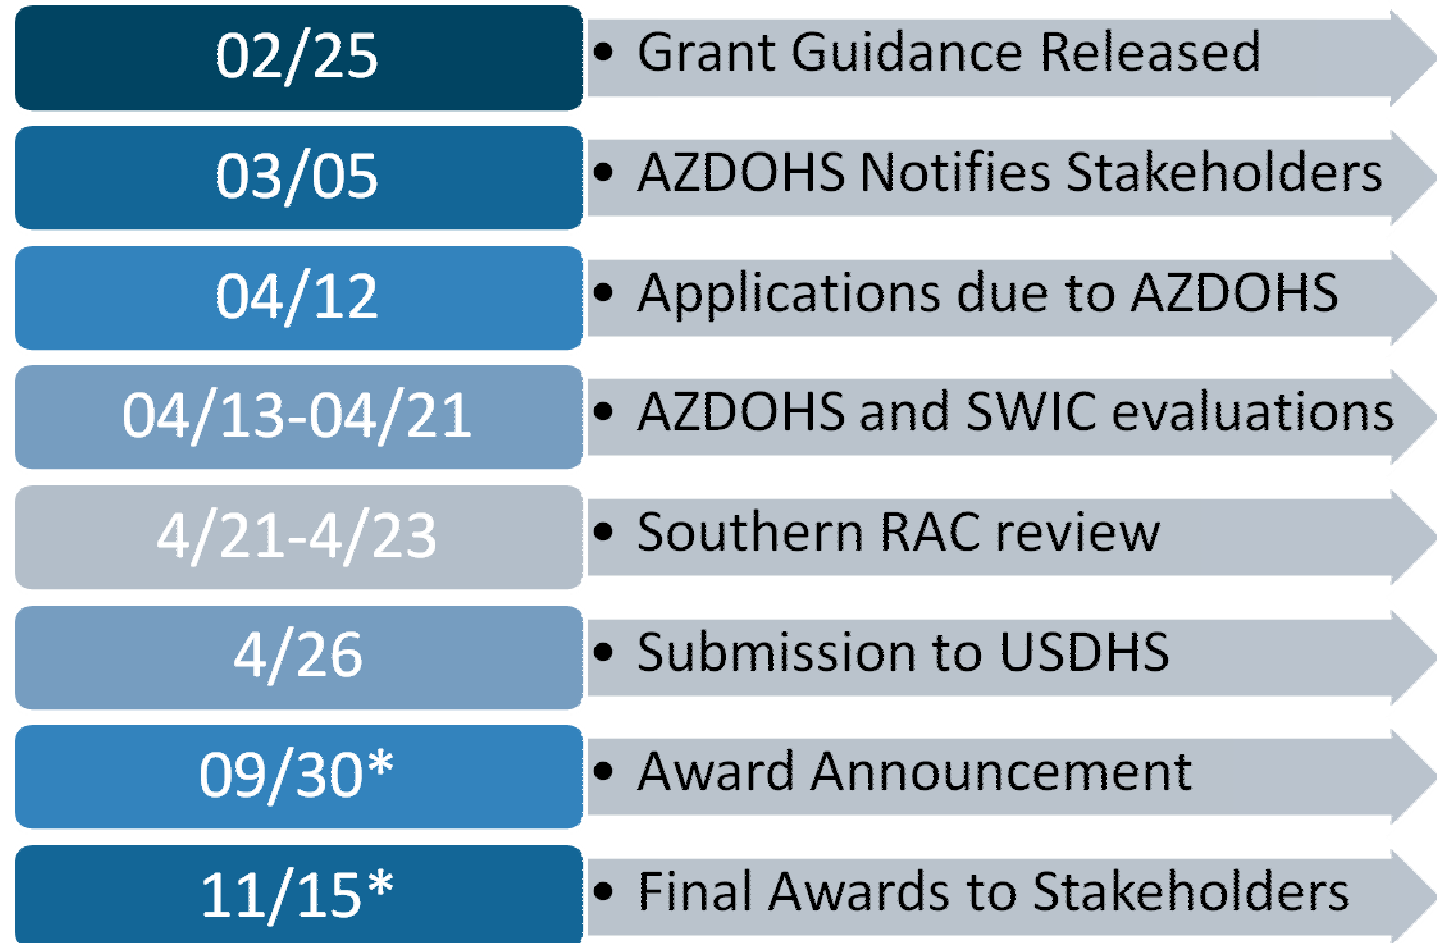 02/25
• Grant Guidance Released
03/05
• AZDOHS Notifies Stakeholders
04/12
• Applications due to AZDOHS
04/13-04/21
• AZDOHS and SWIC evaluations
4/21-4/23
• Southern RAC review
4/26
• Submission to USDHS
09/30*
• Award Announcement
11/15*
• Final Awards to Stakeholders